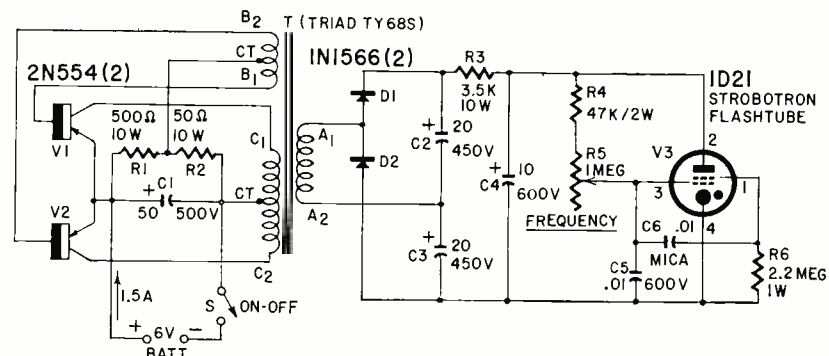 B2
T (TRIAD TY68S)
CT
B1
2N554(2)
1N1566(2)
R3
3.5K
10W
1D21
STROBOTRON
FLASHTUBE
500Ω
10W
50Ω
10W
C1
A1
D1
+
20
C2
450V
R4
47K/2W
V1
R1
R2
D2
+
10
C4
600V
R5
1MEG
V3
2
3
1
4
CT
V2
+
C1
50
500V
A2
FREQUENCY
C6
.01
MICA
C2
+
20
C3
450V
C5
.01
600V
R6
2.2 MEG
1W
1.5A
S
ON-OFF
+
6V
-
BATT